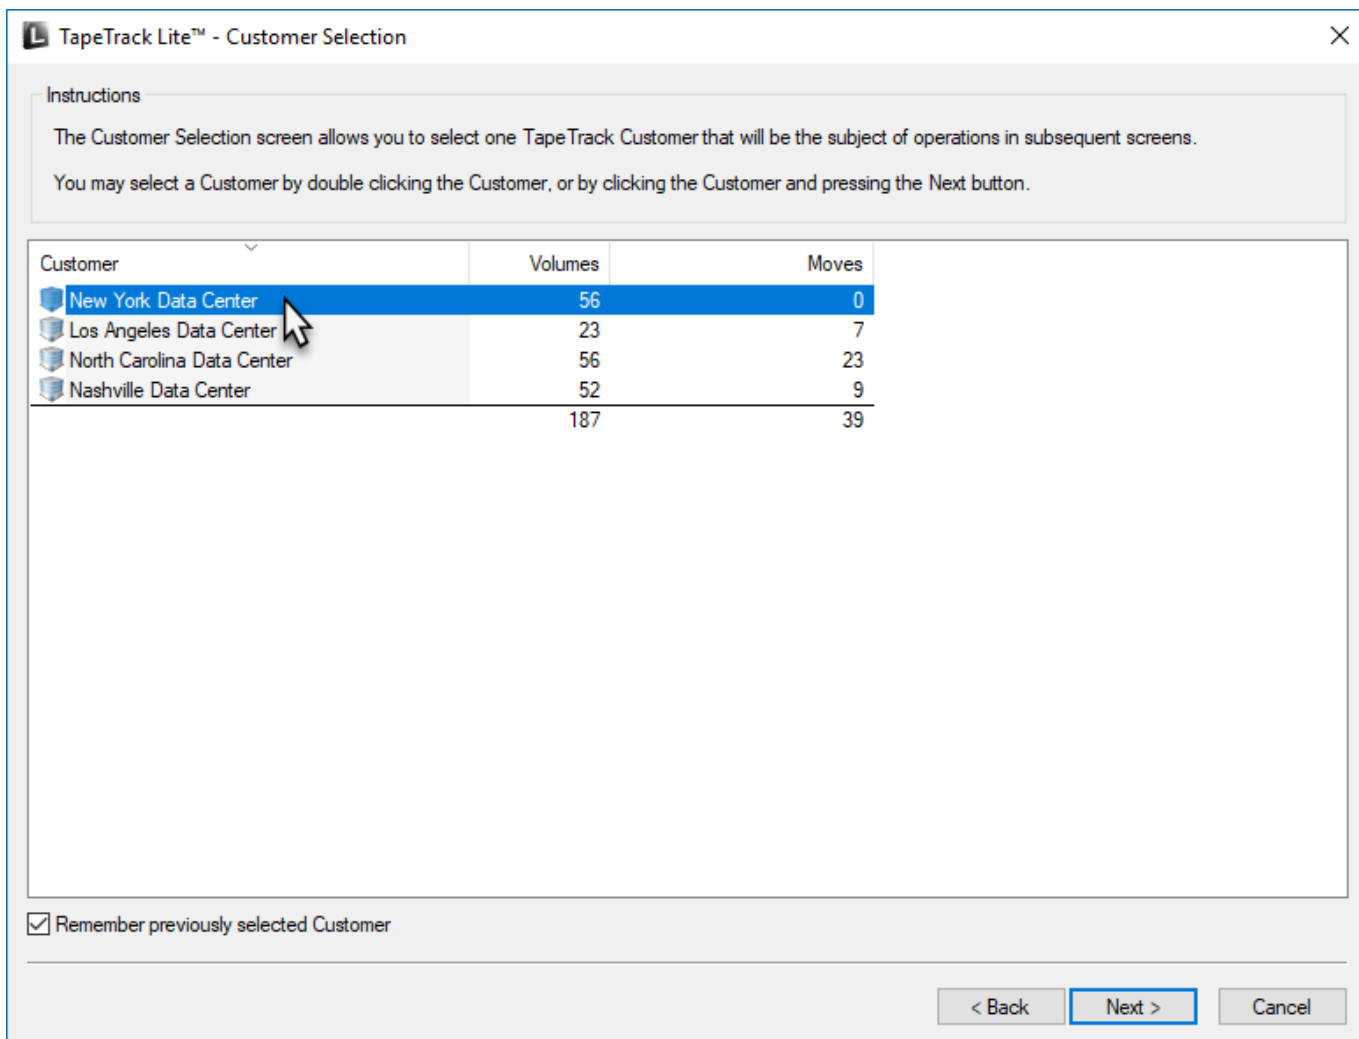 TapeTrack Lite™ - Customer Selection
Instructions
The Customer Selection screen allows you to select one TapeTrack Customer that will be the subject of operations in subsequent screens.
You may select a Customer by double clicking the Customer, or by clicking the Customer and pressing the Next button.
Customer Volumes Moves
New York Data Center 56 0
Los Angeles Data Center 23 7
North Carolina Data Center 56 23
Nashville Data Center 52 9
187 39
Remember previously selected Customer
< Back Next > Cancel